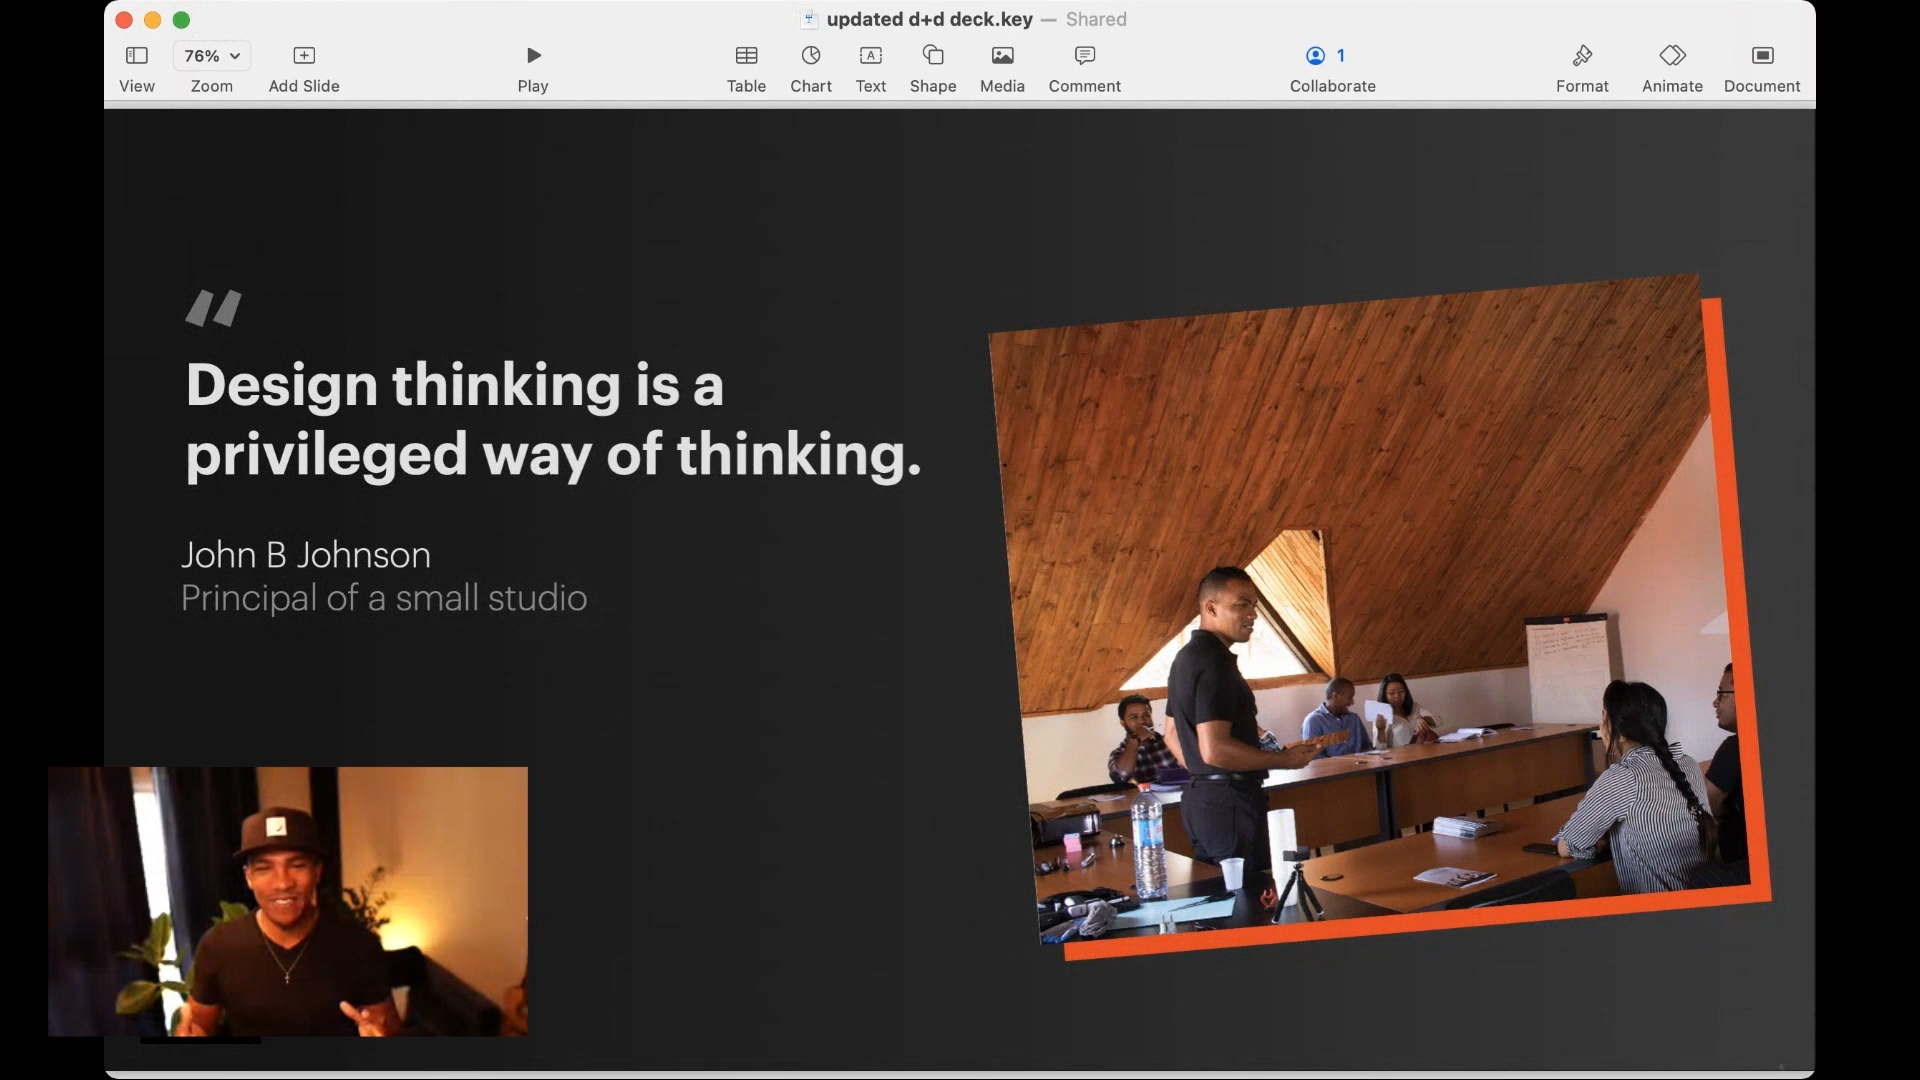 updated d+d deck.key — Shared
76%
View
Zoom
Add Slide
Play
Table
Chart
Text
Shape
Media
Comment
1
Collaborate
Format
Animate
Document
“
Design thinking is a
privileged way of thinking.
John B Johnson
Principal of a small studio